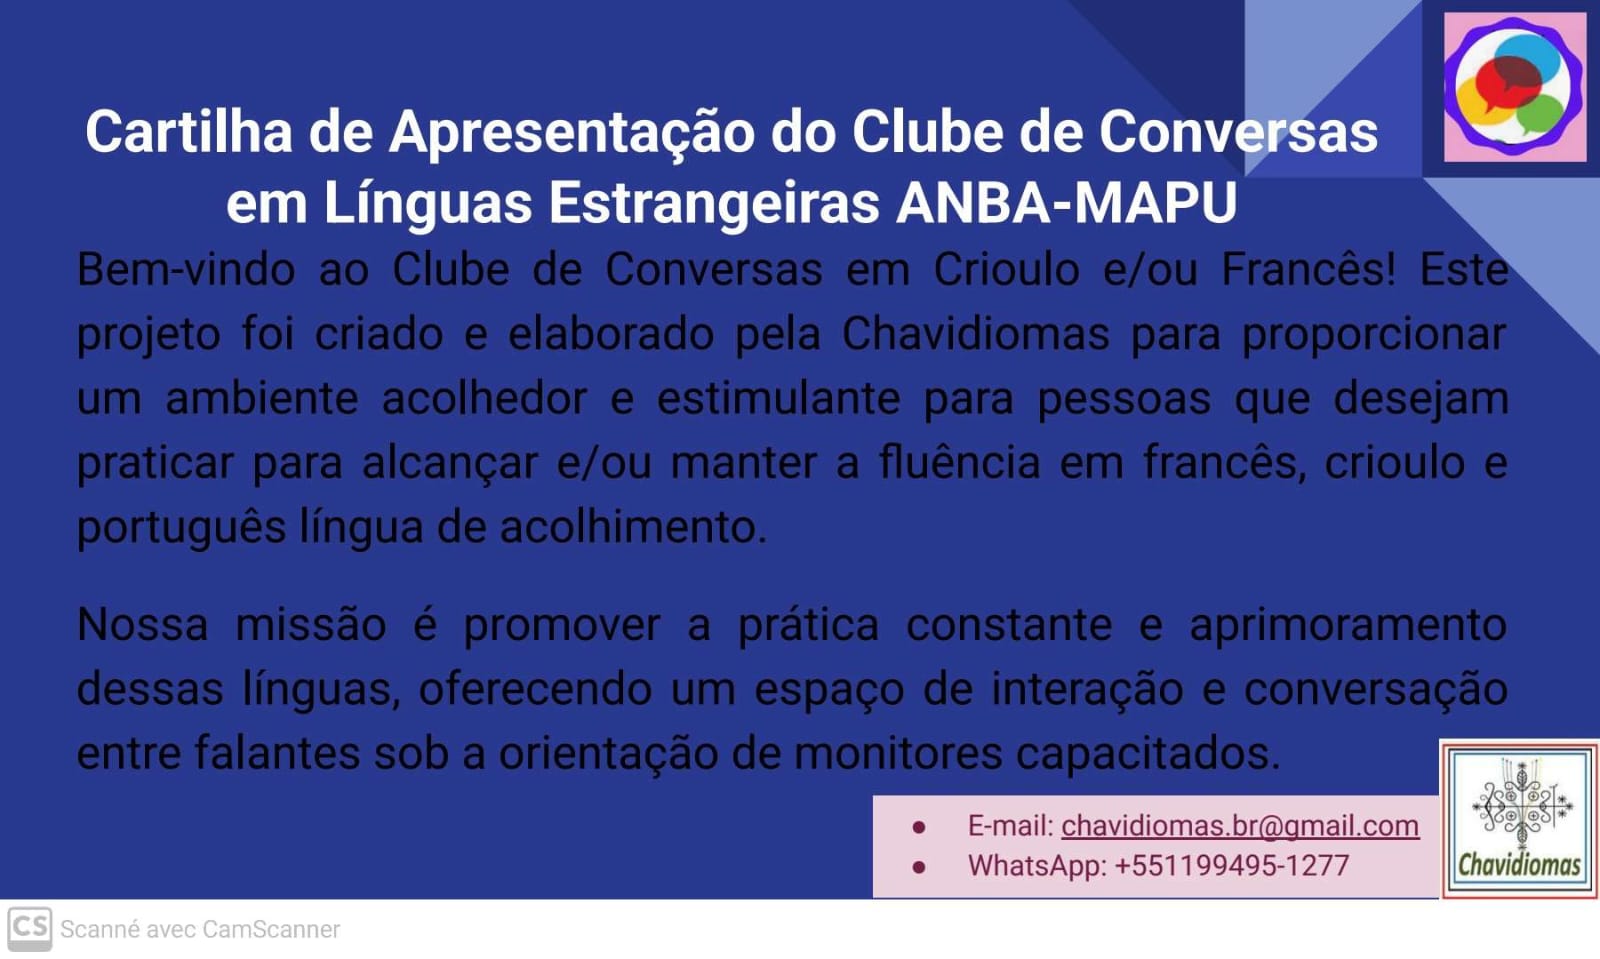 Cartilha de Apresentação do Clube de Conversas
em Línguas Estrangeiras ANBA-MAPU
Bem-vindo ao Clube de Conversas em Crioulo e/ou Francês! Este
projeto foi criado e elaborado pela Chavidiomas para proporcionar
um ambiente acolhedor e estimulante para pessoas que desejam
praticar para alcançar e/ou manter a fluência em francês, crioulo e
português língua de acolhimento.
Nossa missão é promover a prática constante e aprimoramento
dessas línguas, oferecendo um espaço de interação e conversação
entre falantes sob a orientação de monitores capacitados.
● E-mail: chavidiomas.br@gmail.com
● WhatsApp: +551199495-1277
Chavidiomas
CS Scanné avec CamScanner